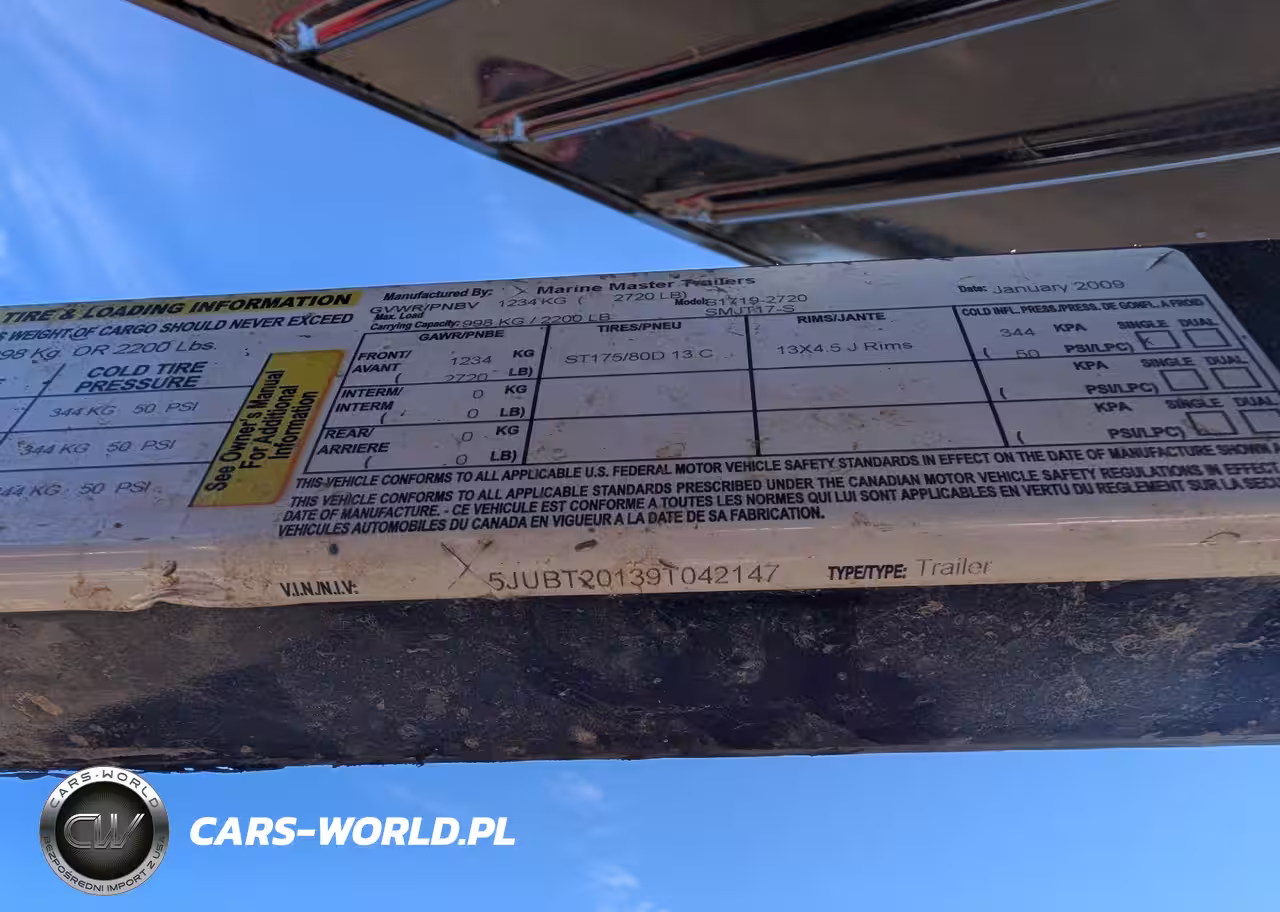 TIRE & LOADING INFORMATION
WEIGHT OF CARGO SHOULD NEVER EXCEED
98 Kg OR 2200 Lbs.
COLD TIRE
PRESSURE
344 KG 50 PSI
344 KG 50 PSI
44 KG 50 PSI
See Owner's Manual
For Additional
Information
Manufactured By: Marine Master Trailers
Date: January 2009
GVWR/PNBV 1234 KG ( 2720 LB)
Model: S1719-2720
SMJT17-S
Max. Load
Carrying Capacity: 998 KG / 2200 LB
GAWR/PNBE TIRES/PNEU RIMS/JANTE COLD INFL. PRESS/PRESS. DE GONFL. A FROID
FRONT/ 1234 KG ST175/80D 13 C 13X4.5 J Rims 344 KPA SINGLE DUAL
AVANT ( 2720 LB) ( 50 PSI/LPC)
INTERM/ 0 KG KPA SINGLE DUAL
INTERM ( 0 LB) ( PSI/LPC)
REAR/ 0 KG KPA SINGLE DUAL
ARRIERE ( 0 LB) ( PSI/LPC)
THIS VEHICLE CONFORMS TO ALL APPLICABLE U.S. FEDERAL MOTOR VEHICLE SAFETY STANDARDS IN EFFECT ON THE DATE OF MANUFACTURE SHOWN
THIS VEHICLE CONFORMS TO ALL APPLICABLE STANDARDS PRESCRIBED UNDER THE CANADIAN MOTOR VEHICLE SAFETY REGULATIONS IN EFFECT
DATE OF MANUFACTURE. - CE VEHICULE EST CONFORME A TOUTES LES NORMES QUI LUI SONT APPLICABLES EN VERTU DU REGLEMENT SUR LA SECU
VEHICULES AUTOMOBILES DU CANADA EN VIGUEUR A LA DATE DE SA FABRICATION.
V.I.N./N.I.V: 5JUBT20139T042147 TYPE/TYPE: Trailer
CARS-WORLD
CW
BEZPOŚREDNI IMPORT Z USA
CARS-WORLD.PL